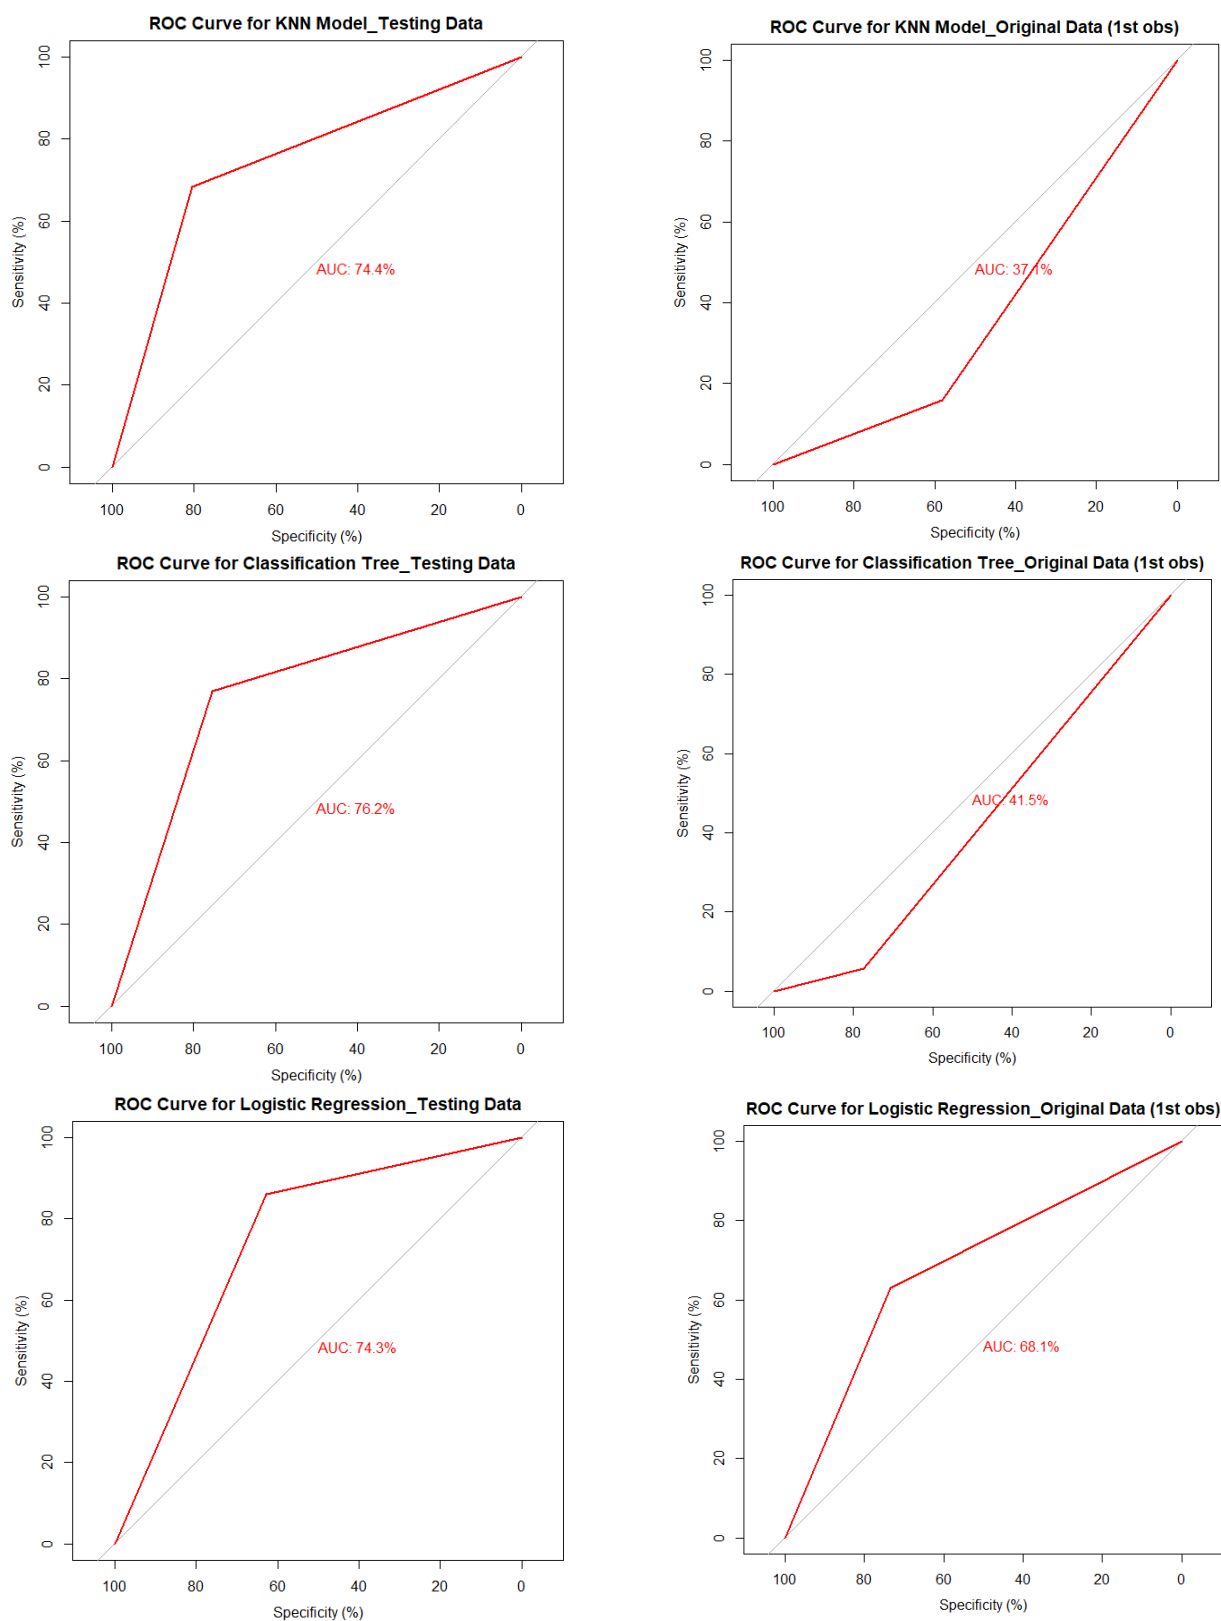 ROC Curve for KNN Model_Testing Data
100
80
60
40
20
0
Sensitivity (%)
AUC: 74.4%
100 80 60 40 20 0
Specificity (%)
ROC Curve for KNN Model_Original Data (1st obs)
100
80
60
40
20
0
Sensitivity (%)
AUC: 37.1%
100 80 60 40 20 0
Specificity (%)
ROC Curve for Classification Tree_Testing Data
100
80
60
40
20
0
Sensitivity (%)
AUC: 76.2%
100 80 60 40 20 0
Specificity (%)
ROC Curve for Classification Tree_Original Data (1st obs)
100
80
60
40
20
0
Sensitivity (%)
AUC: 41.5%
100 80 60 40 20 0
Specificity (%)
ROC Curve for Logistic Regression_Testing Data
100
80
60
40
20
0
Sensitivity (%)
AUC: 74.3%
100 80 60 40 20 0
Specificity (%)
ROC Curve for Logistic Regression_Original Data (1st obs)
100
80
60
40
20
0
Sensitivity (%)
AUC: 68.1%
100 80 60 40 20 0
Specificity (%)